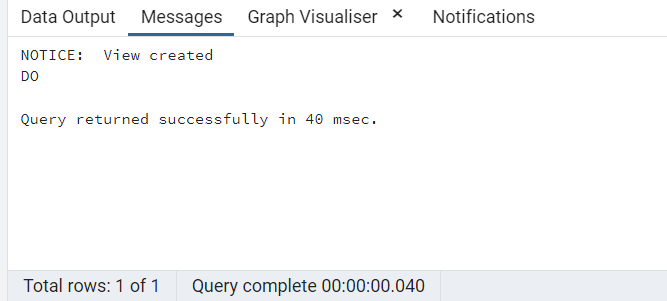 Data Output Messages Graph Visualiser × Notifications
NOTICE:  View created
DO
Query returned successfully in 40 msec.
Total rows: 1 of 1 Query complete 00:00:00.040